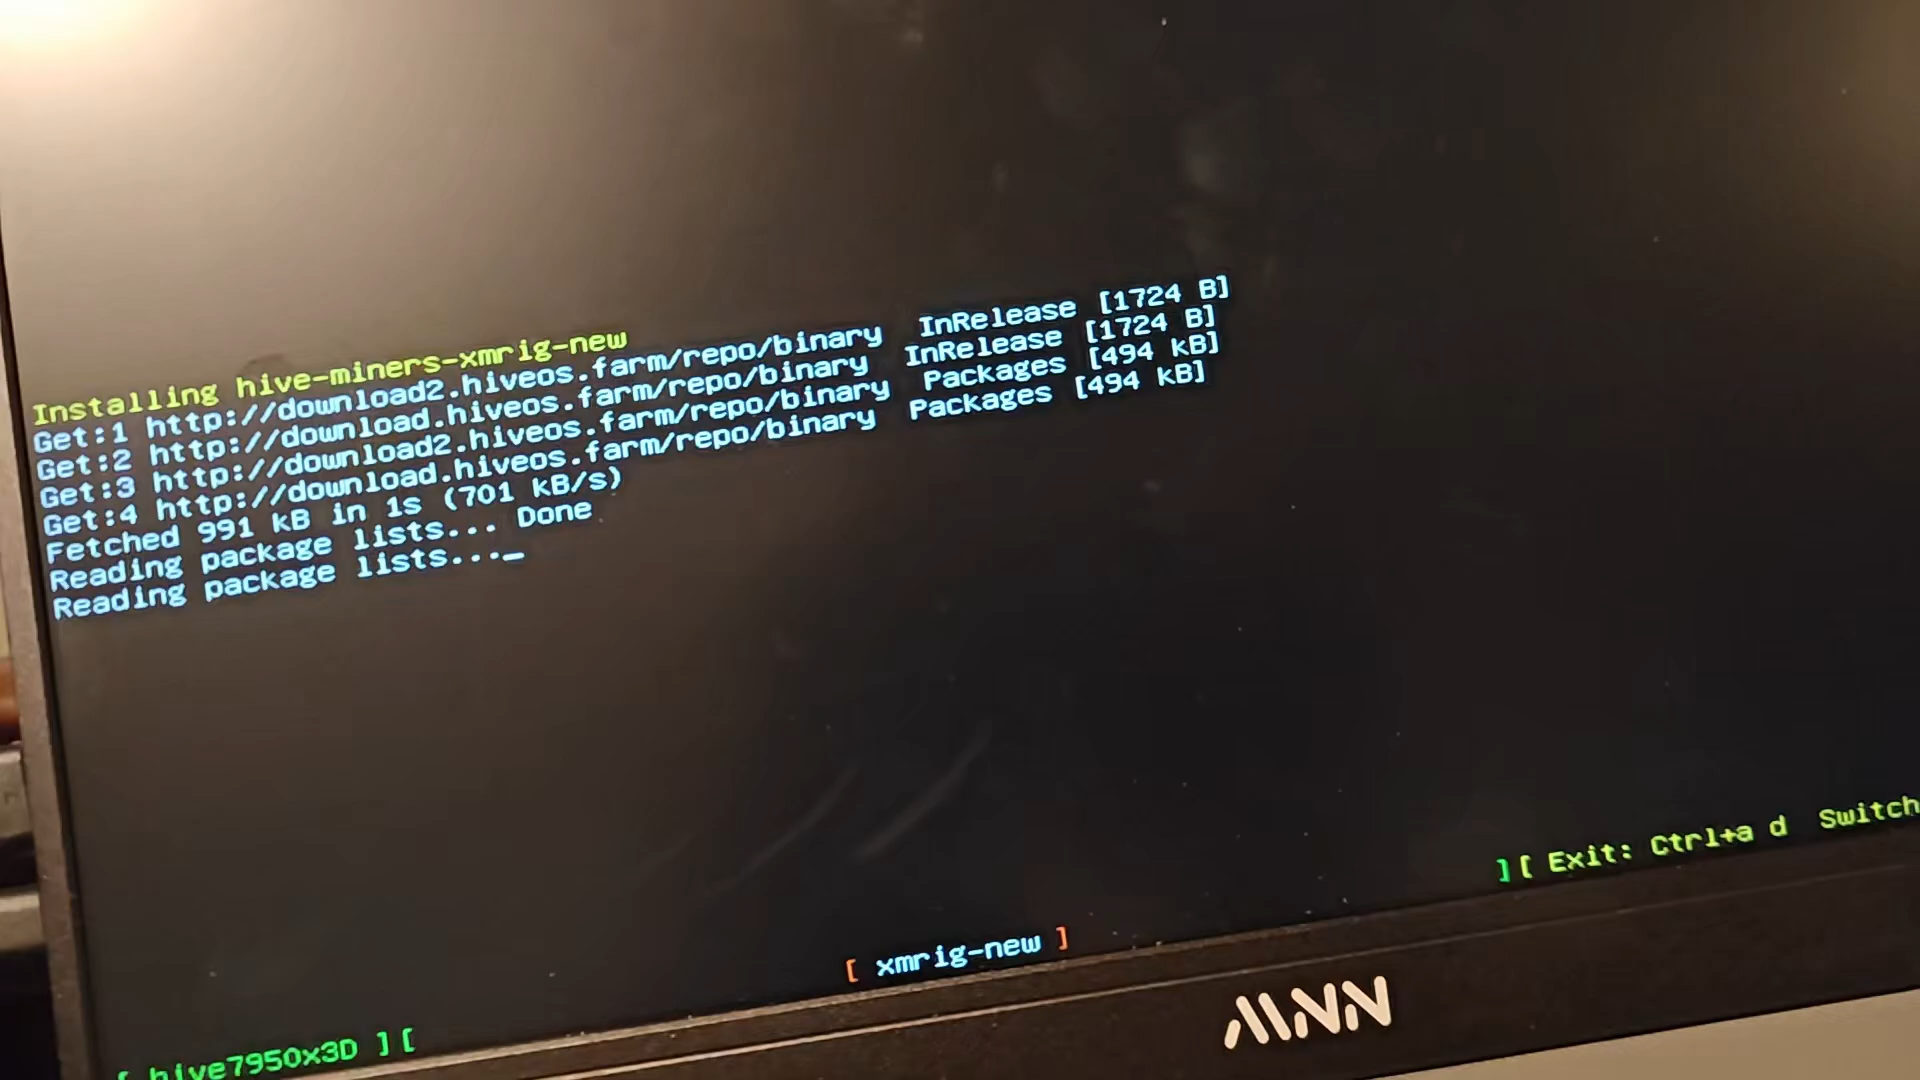 Installing hive-miners-xmrig-new
Get:1 http://download2.hiveos.farm/repo/binary  InRelease [1724 B]
Get:2 http://download.hiveos.farm/repo/binary  InRelease [1724 B]
Get:3 http://download2.hiveos.farm/repo/binary  Packages [494 kB]
Get:4 http://download.hiveos.farm/repo/binary  Packages [494 kB]
Fetched 991 kB in 1s (701 kB/s)
Reading package lists... Done
Reading package lists..._
[ hive7950x3D ][
[ xmrig-new ]
][ Exit: Ctrl+a d  Switch
MNN